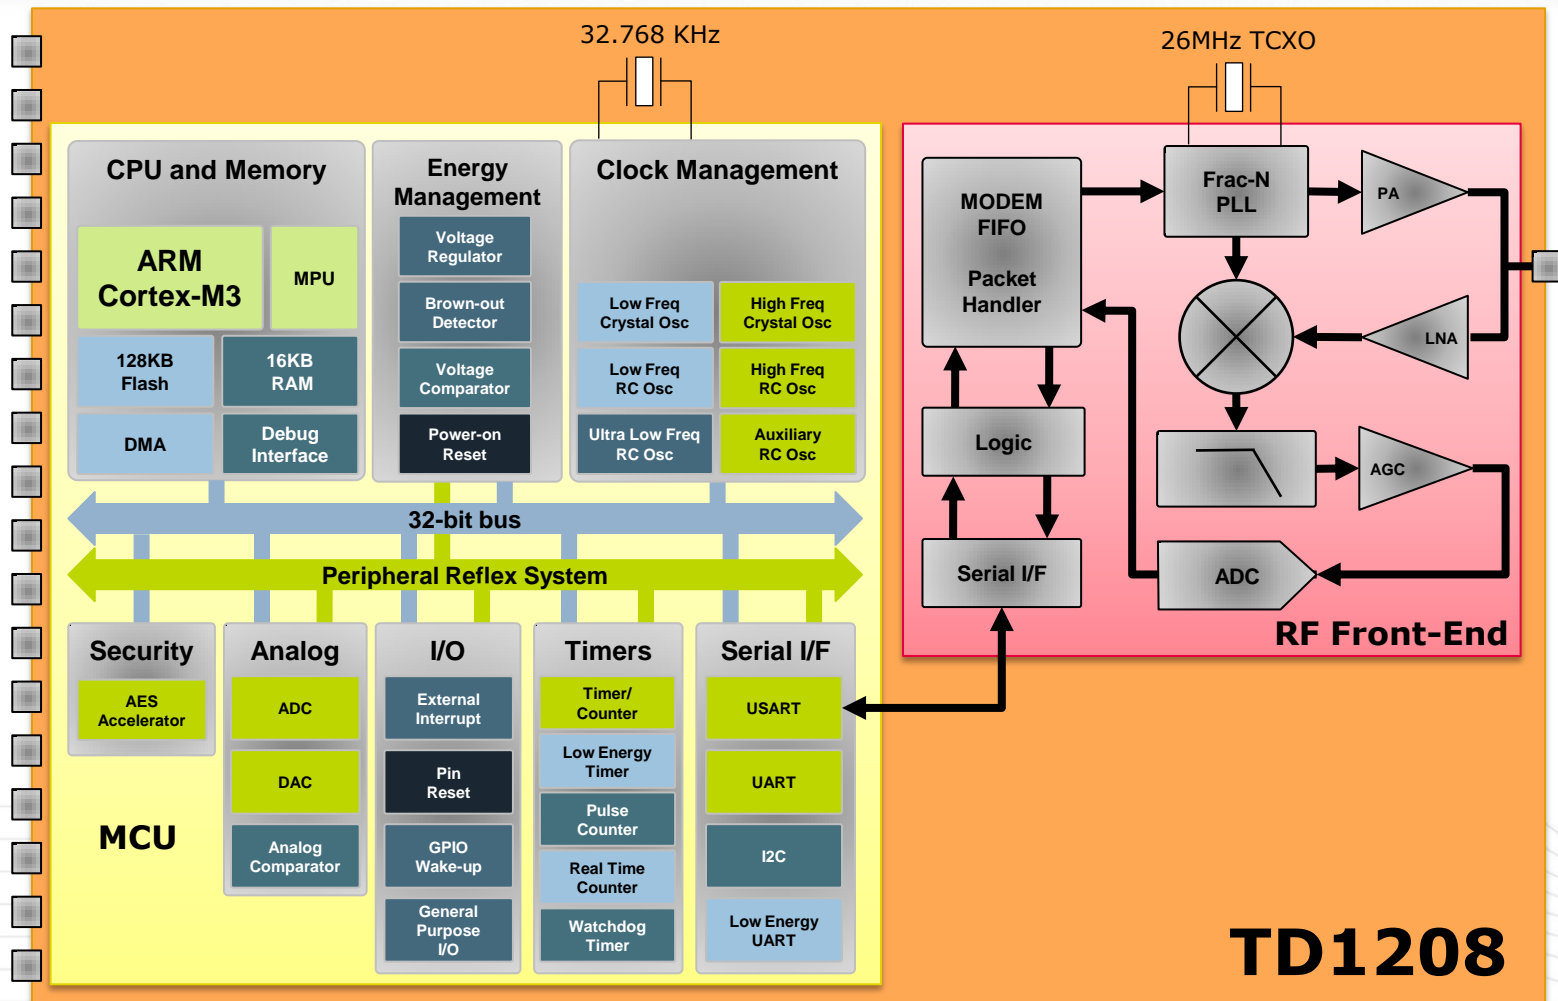 32.768 KHz
26MHz TCXO
CPU and Memory
ARM
Cortex-M3
MPU
128KB
Flash
16KB
RAM
DMA
Debug
Interface
Energy
Management
Voltage
Regulator
Brown-out
Detector
Voltage
Comparator
Power-on
Reset
Clock Management
Low Freq
Crystal Osc
High Freq
Crystal Osc
Low Freq
RC Osc
High Freq
RC Osc
Ultra Low Freq
RC Osc
Auxiliary
RC Osc
32-bit bus
Peripheral Reflex System
Security
AES
Accelerator
Analog
ADC
DAC
Analog
Comparator
I/O
External
Interrupt
Pin
Reset
GPIO
Wake-up
General
Purpose
I/O
Timers
Timer/
Counter
Low Energy
Timer
Pulse
Counter
Real Time
Counter
Watchdog
Timer
Serial I/F
USART
UART
I2C
Low Energy
UART
MCU
MODEM
FIFO
Packet
Handler
Frac-N
PLL
PA
LNA
Logic
AGC
Serial I/F
ADC
RF Front-End
TD1208